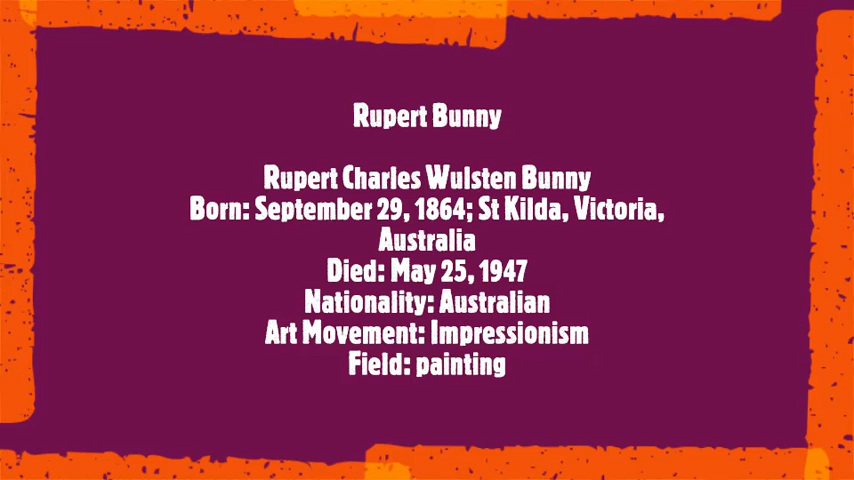 Rupert Bunny
Rupert Charles Wulsten Bunny
Born: September 29, 1864; St Kilda, Victoria,
Australia
Died: May 25, 1947
Nationality: Australian
Art Movement: Impressionism
Field: painting